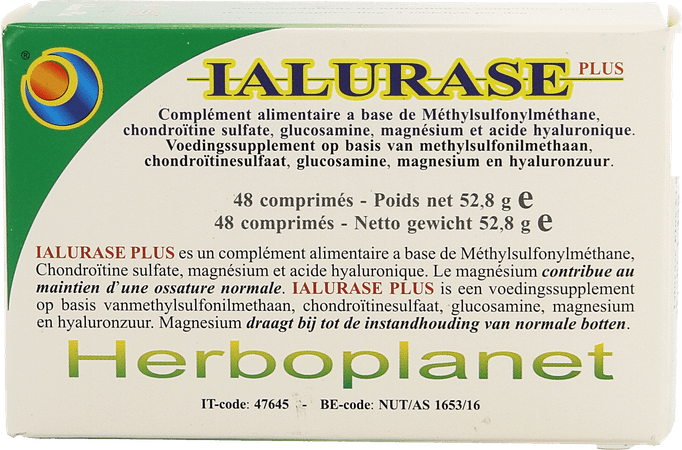 ®
IALURASE PLUS
Complément alimentaire a base de Méthylsulfonylméthane,
chondroïtine sulfate, glucosamine, magnésium et acide hyaluronique.
Voedingssupplement op basis van methylsulfonilmethaan,
chondroïtinesulfaat, glucosamine, magnesium en hyaluronzuur.
48 comprimés - Poids net 52,8 g e
48 comprimés - Netto gewicht 52,8 g e
IALURASE PLUS es un complément alimentaire a base de Méthylsulfonylméthane,
Chondroïtine sulfate, magnésium et acide hyaluronique. Le magnésium contribue au
maintien d'une ossature normale. IALURASE PLUS is een voedingssupplement
op basis vanmethylsulfonilmethaan, chondroïtinesulfaat, glucosamine, magnesium
en hyaluronzuur. Magnesium draagt bij tot de instandhouding van normale botten.
Herboplanet
IT-code: 47645 - BE-code: NUT/AS 1653/16